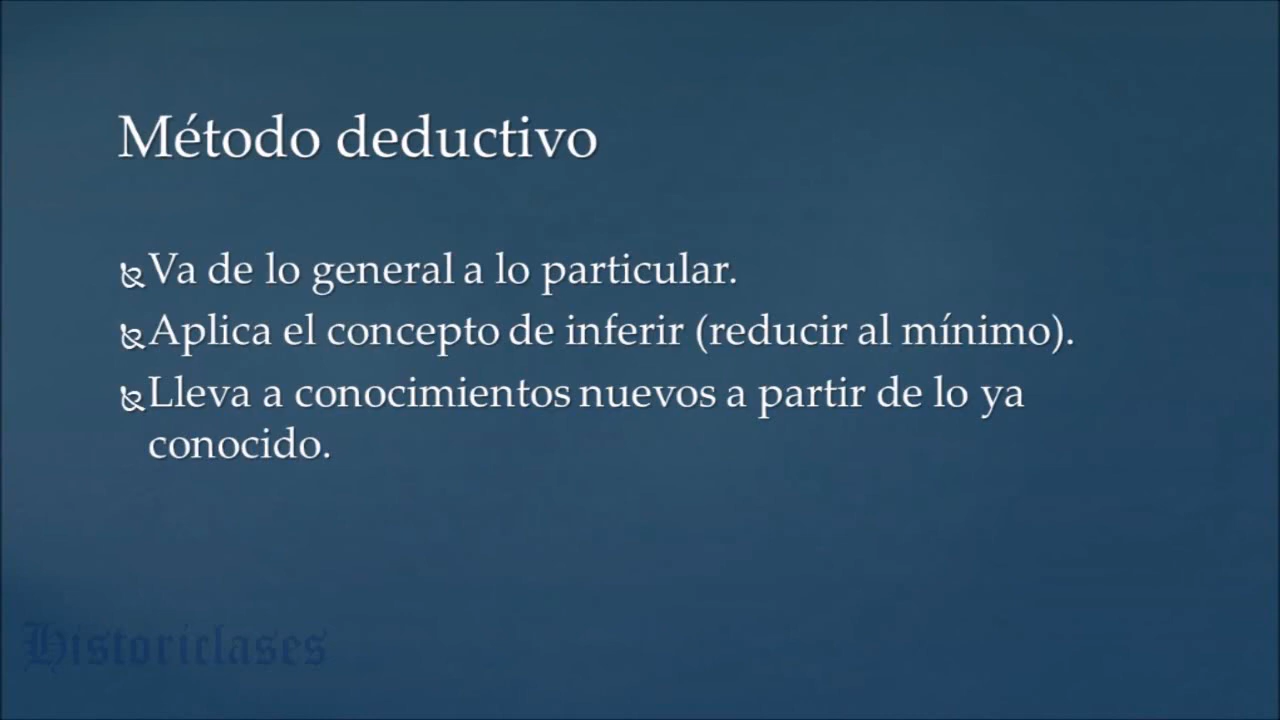 Método deductivo
Va de lo general a lo particular.
Aplica el concepto de inferir (reducir al mínimo).
Lleva a conocimientos nuevos a partir de lo ya
conocido.
Historiclases